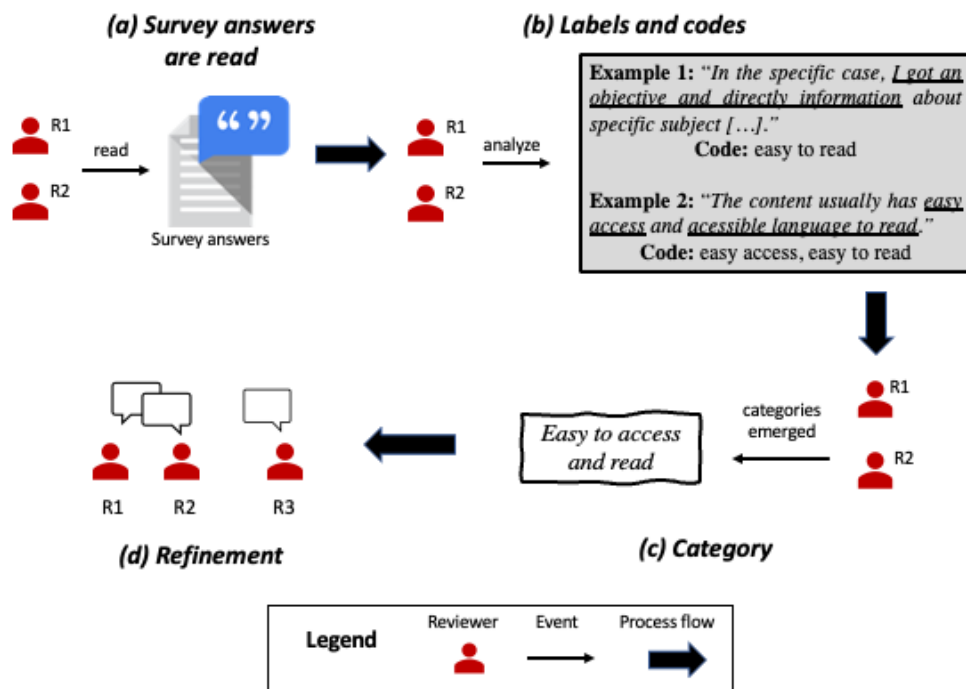 (a) Survey answers
are read
R1
R2
read
“ ”
Survey answers
(b) Labels and codes
R1
R2
analyze
Example 1: “In the specific case, I got an
objective and directly information about
specific subject […].”
Code: easy to read
Example 2: “The content usually has easy
access and acessible language to read.”
Code: easy access, easy to read
R1
R2
categories
emerged
Easy to access
and read
(c) Category
R1
R2
R3
(d) Refinement
Legend
Reviewer
Event
Process flow